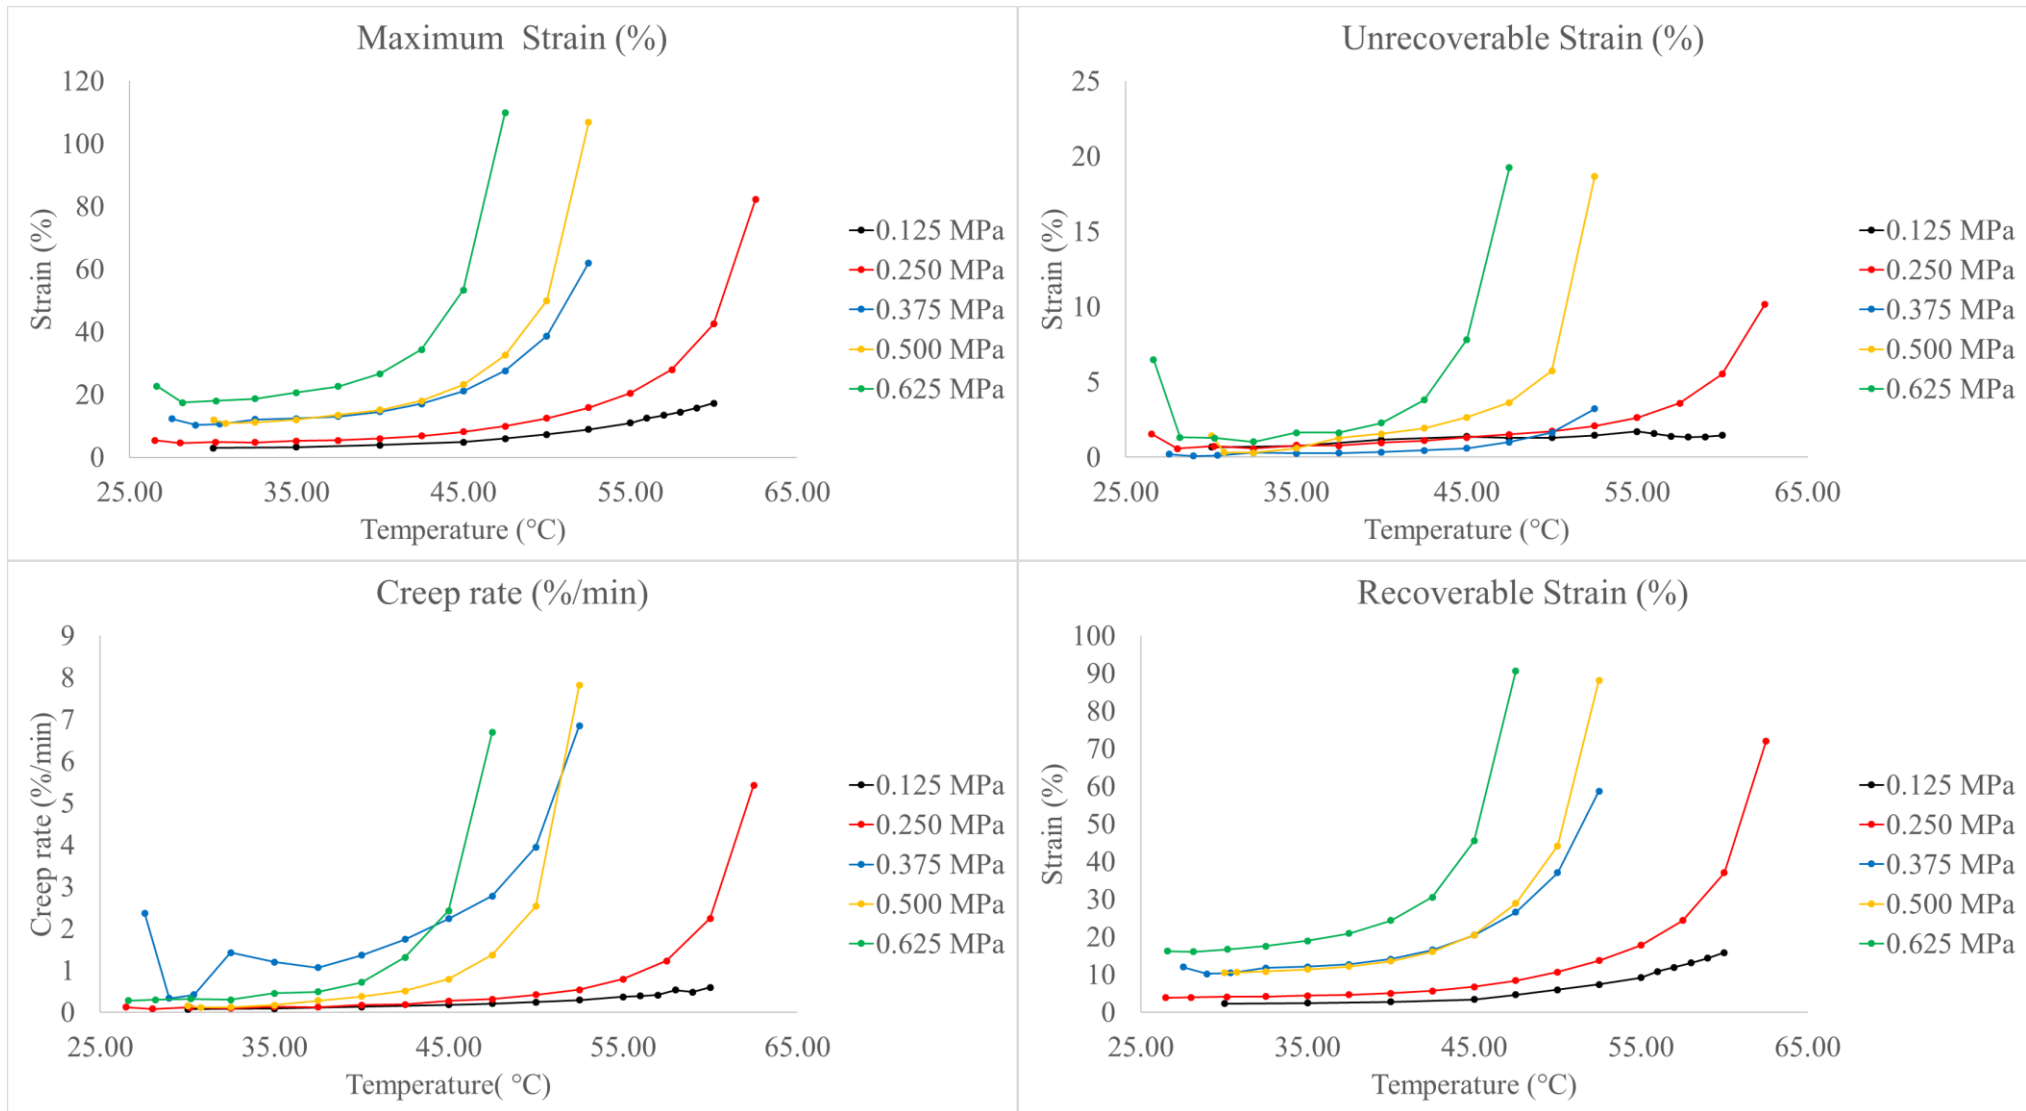 Maximum  Strain (%)
120
100
80
60
40
20
0
Strain (%)
25.00 35.00 45.00 55.00 65.00
Temperature (°C)
0.125 MPa
0.250 MPa
0.375 MPa
0.500 MPa
0.625 MPa
Unrecoverable Strain (%)
25
20
15
10
5
0
Strain (%)
25.00 35.00 45.00 55.00 65.00
Temperature (°C)
0.125 MPa
0.250 MPa
0.375 MPa
0.500 MPa
0.625 MPa
Creep rate (%/min)
9
8
7
6
5
4
3
2
1
0
Creep rate (%/min)
25.00 35.00 45.00 55.00 65.00
Temperature( °C)
0.125 MPa
0.250 MPa
0.375 MPa
0.500 MPa
0.625 MPa
Recoverable Strain (%)
100
90
80
70
60
50
40
30
20
10
0
Strain (%)
25.00 35.00 45.00 55.00 65.00
Temperature (°C)
0.125 MPa
0.250 MPa
0.375 MPa
0.500 MPa
0.625 MPa